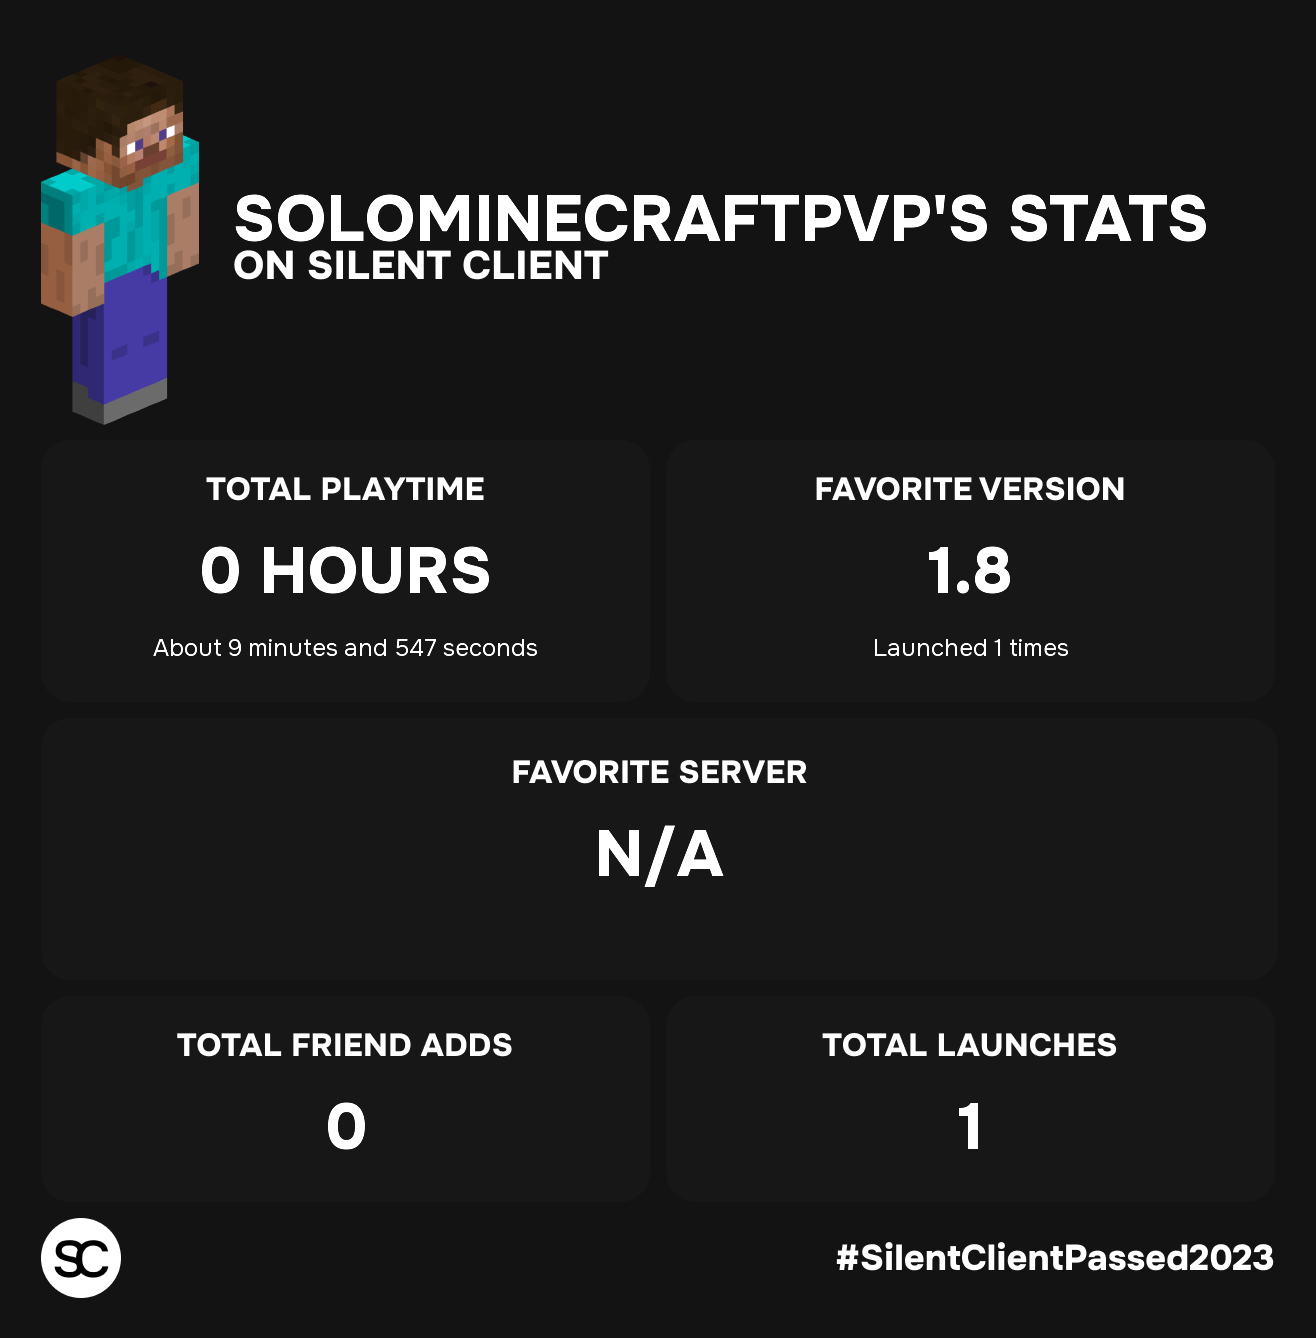 SOLOMINECRAFTPVP'S STATS
ON SILENT CLIENT
TOTAL PLAYTIME
0 HOURS
About 9 minutes and 547 seconds
FAVORITE VERSION
1.8
Launched 1 times
FAVORITE SERVER
N/A
TOTAL FRIEND ADDS
0
TOTAL LAUNCHES
1
SC
#SilentClientPassed2023